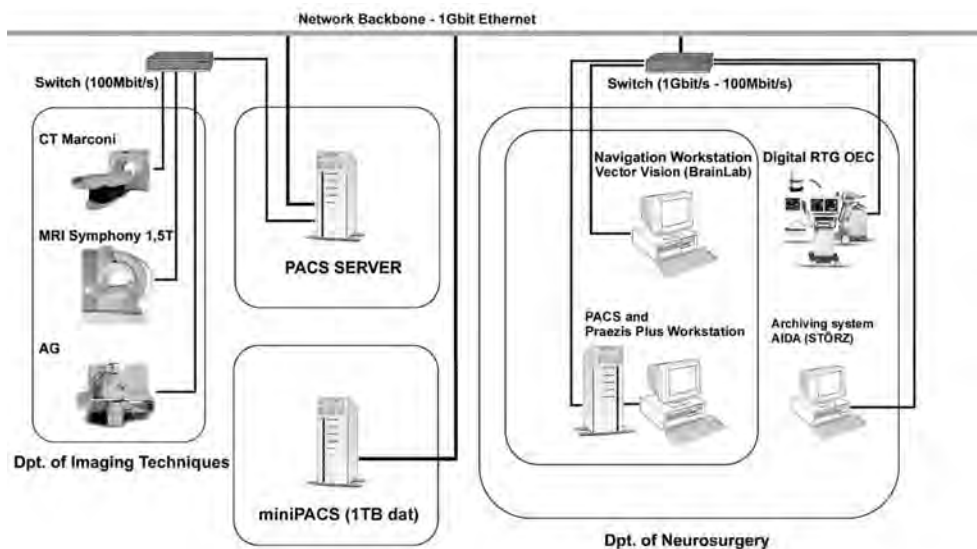 Network Backbone - 1Gbit Ethernet
Switch (100Mbit/s)
Switch (1Gbit/s - 100Mbit/s)
CT Marconi
MRI Symphony 1,5T
AG
Dpt. of Imaging Techniques
PACS SERVER
miniPACS (1TB dat)
Navigation Workstation
Vector Vision (BrainLab)
Digital RTG OEC
PACS and
Praezis Plus Workstation
Archiving system
AIDA (STÖRZ)
Dpt. of Neurosurgery